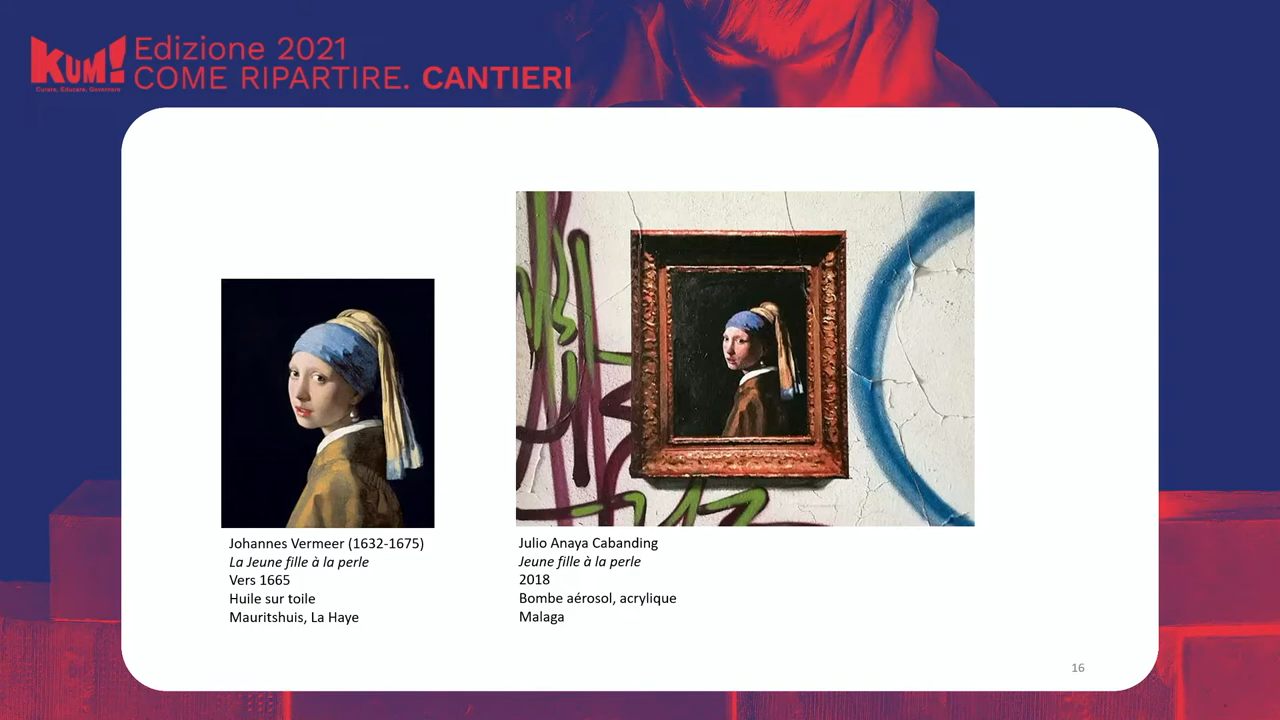 KUM!
Curare, Educare, Governare
Edizione 2021
COME RIPARTIRE. CANTIERI
Johannes Vermeer (1632-1675)
La Jeune fille à la perle
Vers 1665
Huile sur toile
Mauritshuis, La Haye
Julio Anaya Cabanding
Jeune fille à la perle
2018
Bombe aérosol, acrylique
Malaga
16